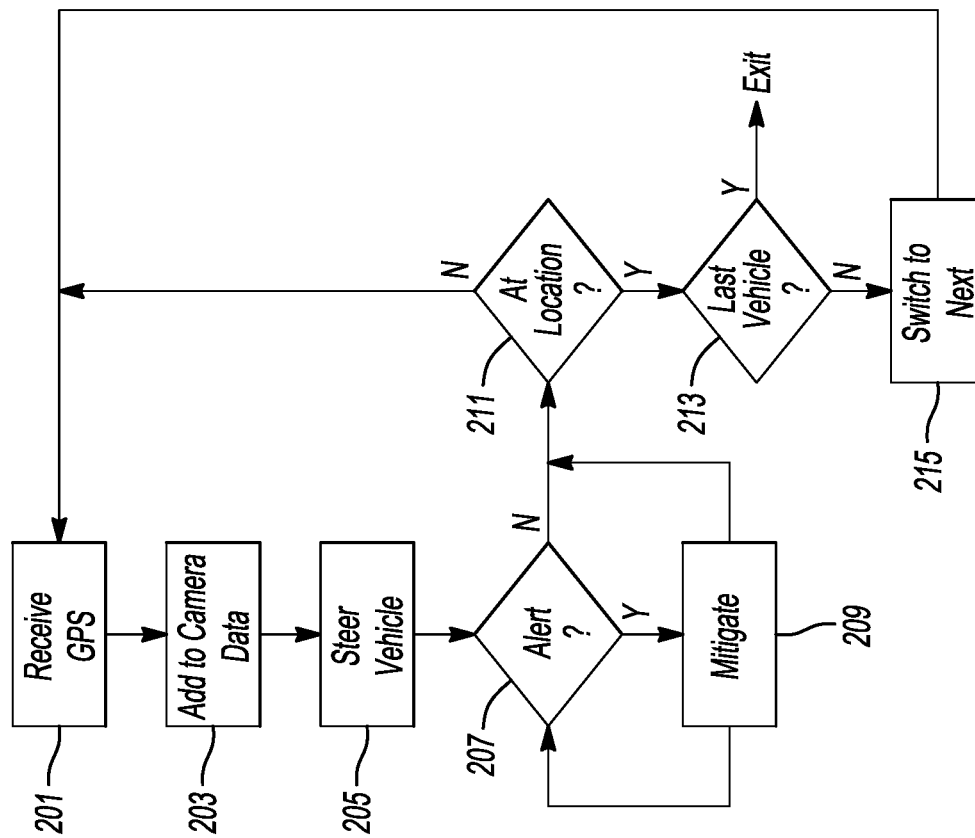 Receive
GPS
201
Add to Camera
Data
203
Steer
Vehicle
205
Alert
?
207
N
Y
Mitigate
209
At
Location
?
211
N
Y
Last
Vehicle
?
213
Y
Exit
N
Switch to
Next
215